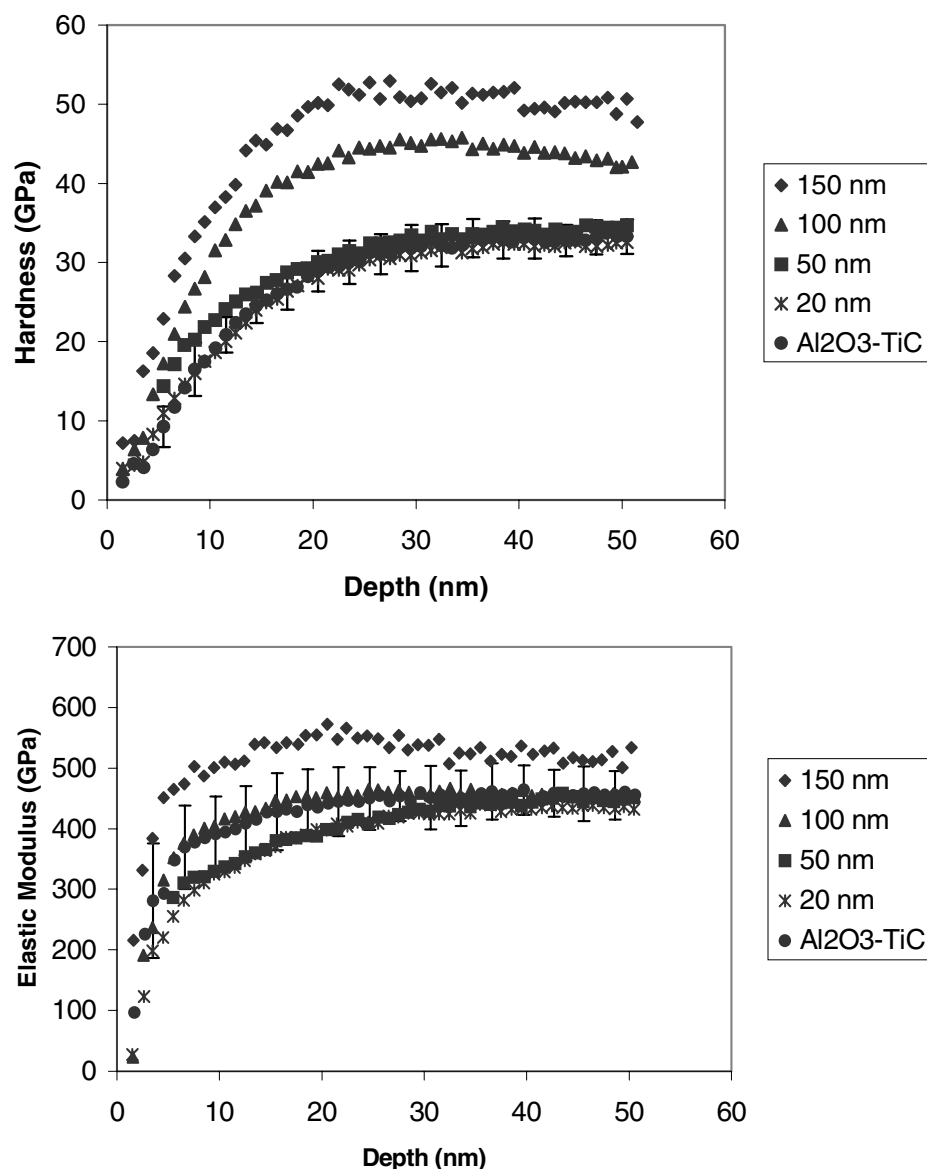 60
50
40
30
20
10
0
Hardness (GPa)
0 10 20 30 40 50 60
Depth (nm)
150 nm
100 nm
50 nm
20 nm
Al2O3-TiC
700
600
500
400
300
200
100
0
Elastic Modulus (GPa)
0 10 20 30 40 50 60
Depth (nm)
150 nm
100 nm
50 nm
20 nm
Al2O3-TiC